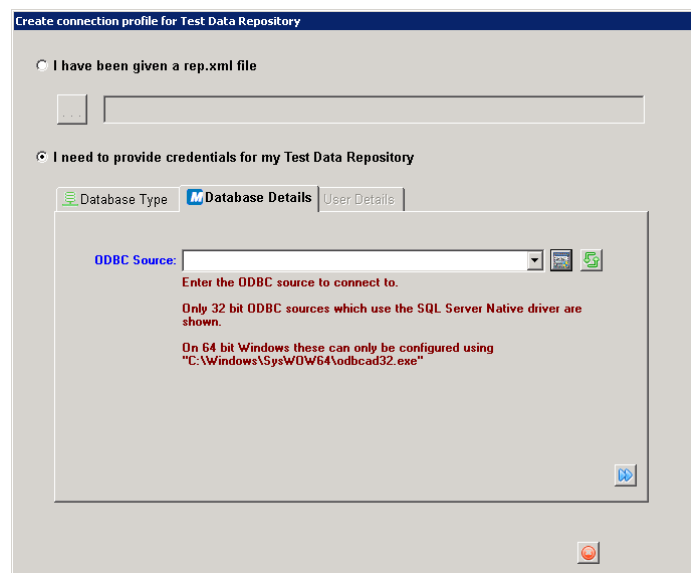 Create connection profile for Test Data Repository
I have been given a rep.xml file
...
I need to provide credentials for my Test Data Repository
Database Type
Database Details
User Details
ODBC Source:
Enter the ODBC source to connect to.
Only 32 bit ODBC sources which use the SQL Server Native driver are
shown.
On 64 bit Windows these can only be configured using
"C:\Windows\SysWOW64\odbcad32.exe"